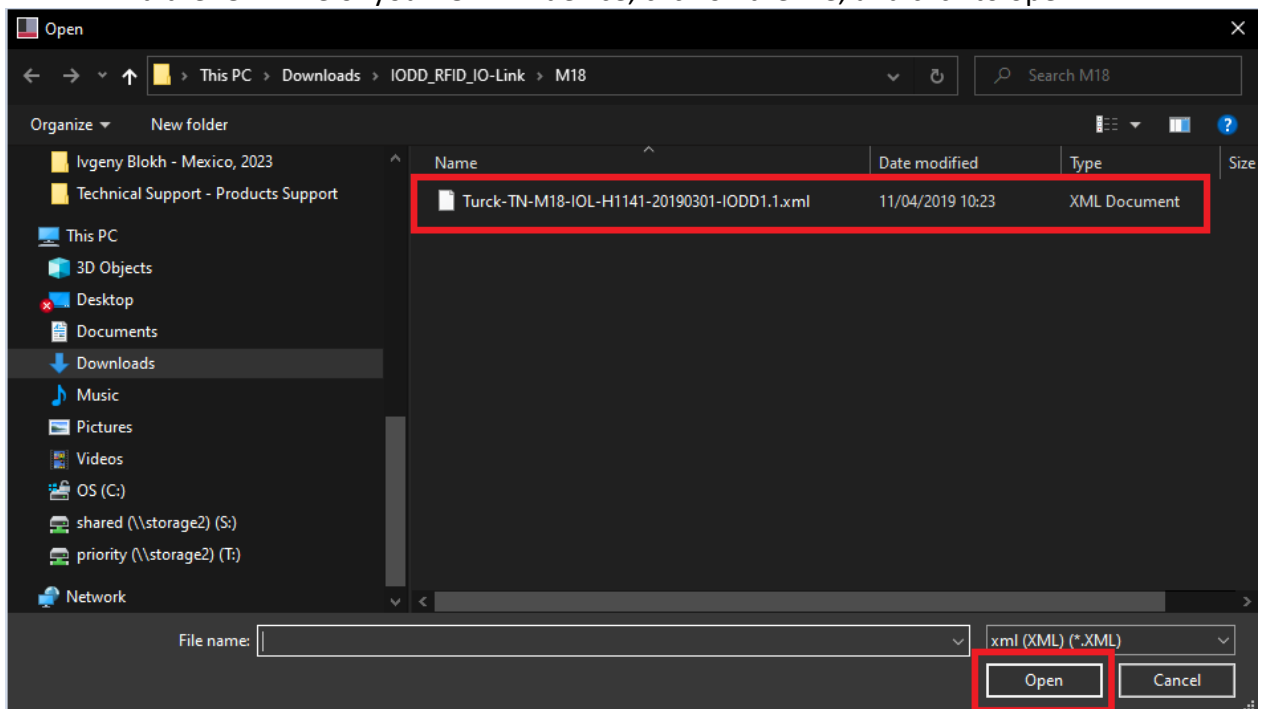 Open
This PC > Downloads > IODD_RFID_IO-Link > M18
Search M18
Organize
New folder
Ivgeny Blokh - Mexico, 2023
Technical Support - Products Support
This PC
3D Objects
Desktop
Documents
Downloads
Music
Pictures
Videos
OS (C:)
shared (\\storage2) (S:)
priority (\\storage2) (T:)
Network
Name Date modified Type Size
Turck-TN-M18-IOL-H1141-20190301-IODD1.1.xml 11/04/2019 10:23 XML Document
File name:
xml (XML) (*.XML)
Open Cancel